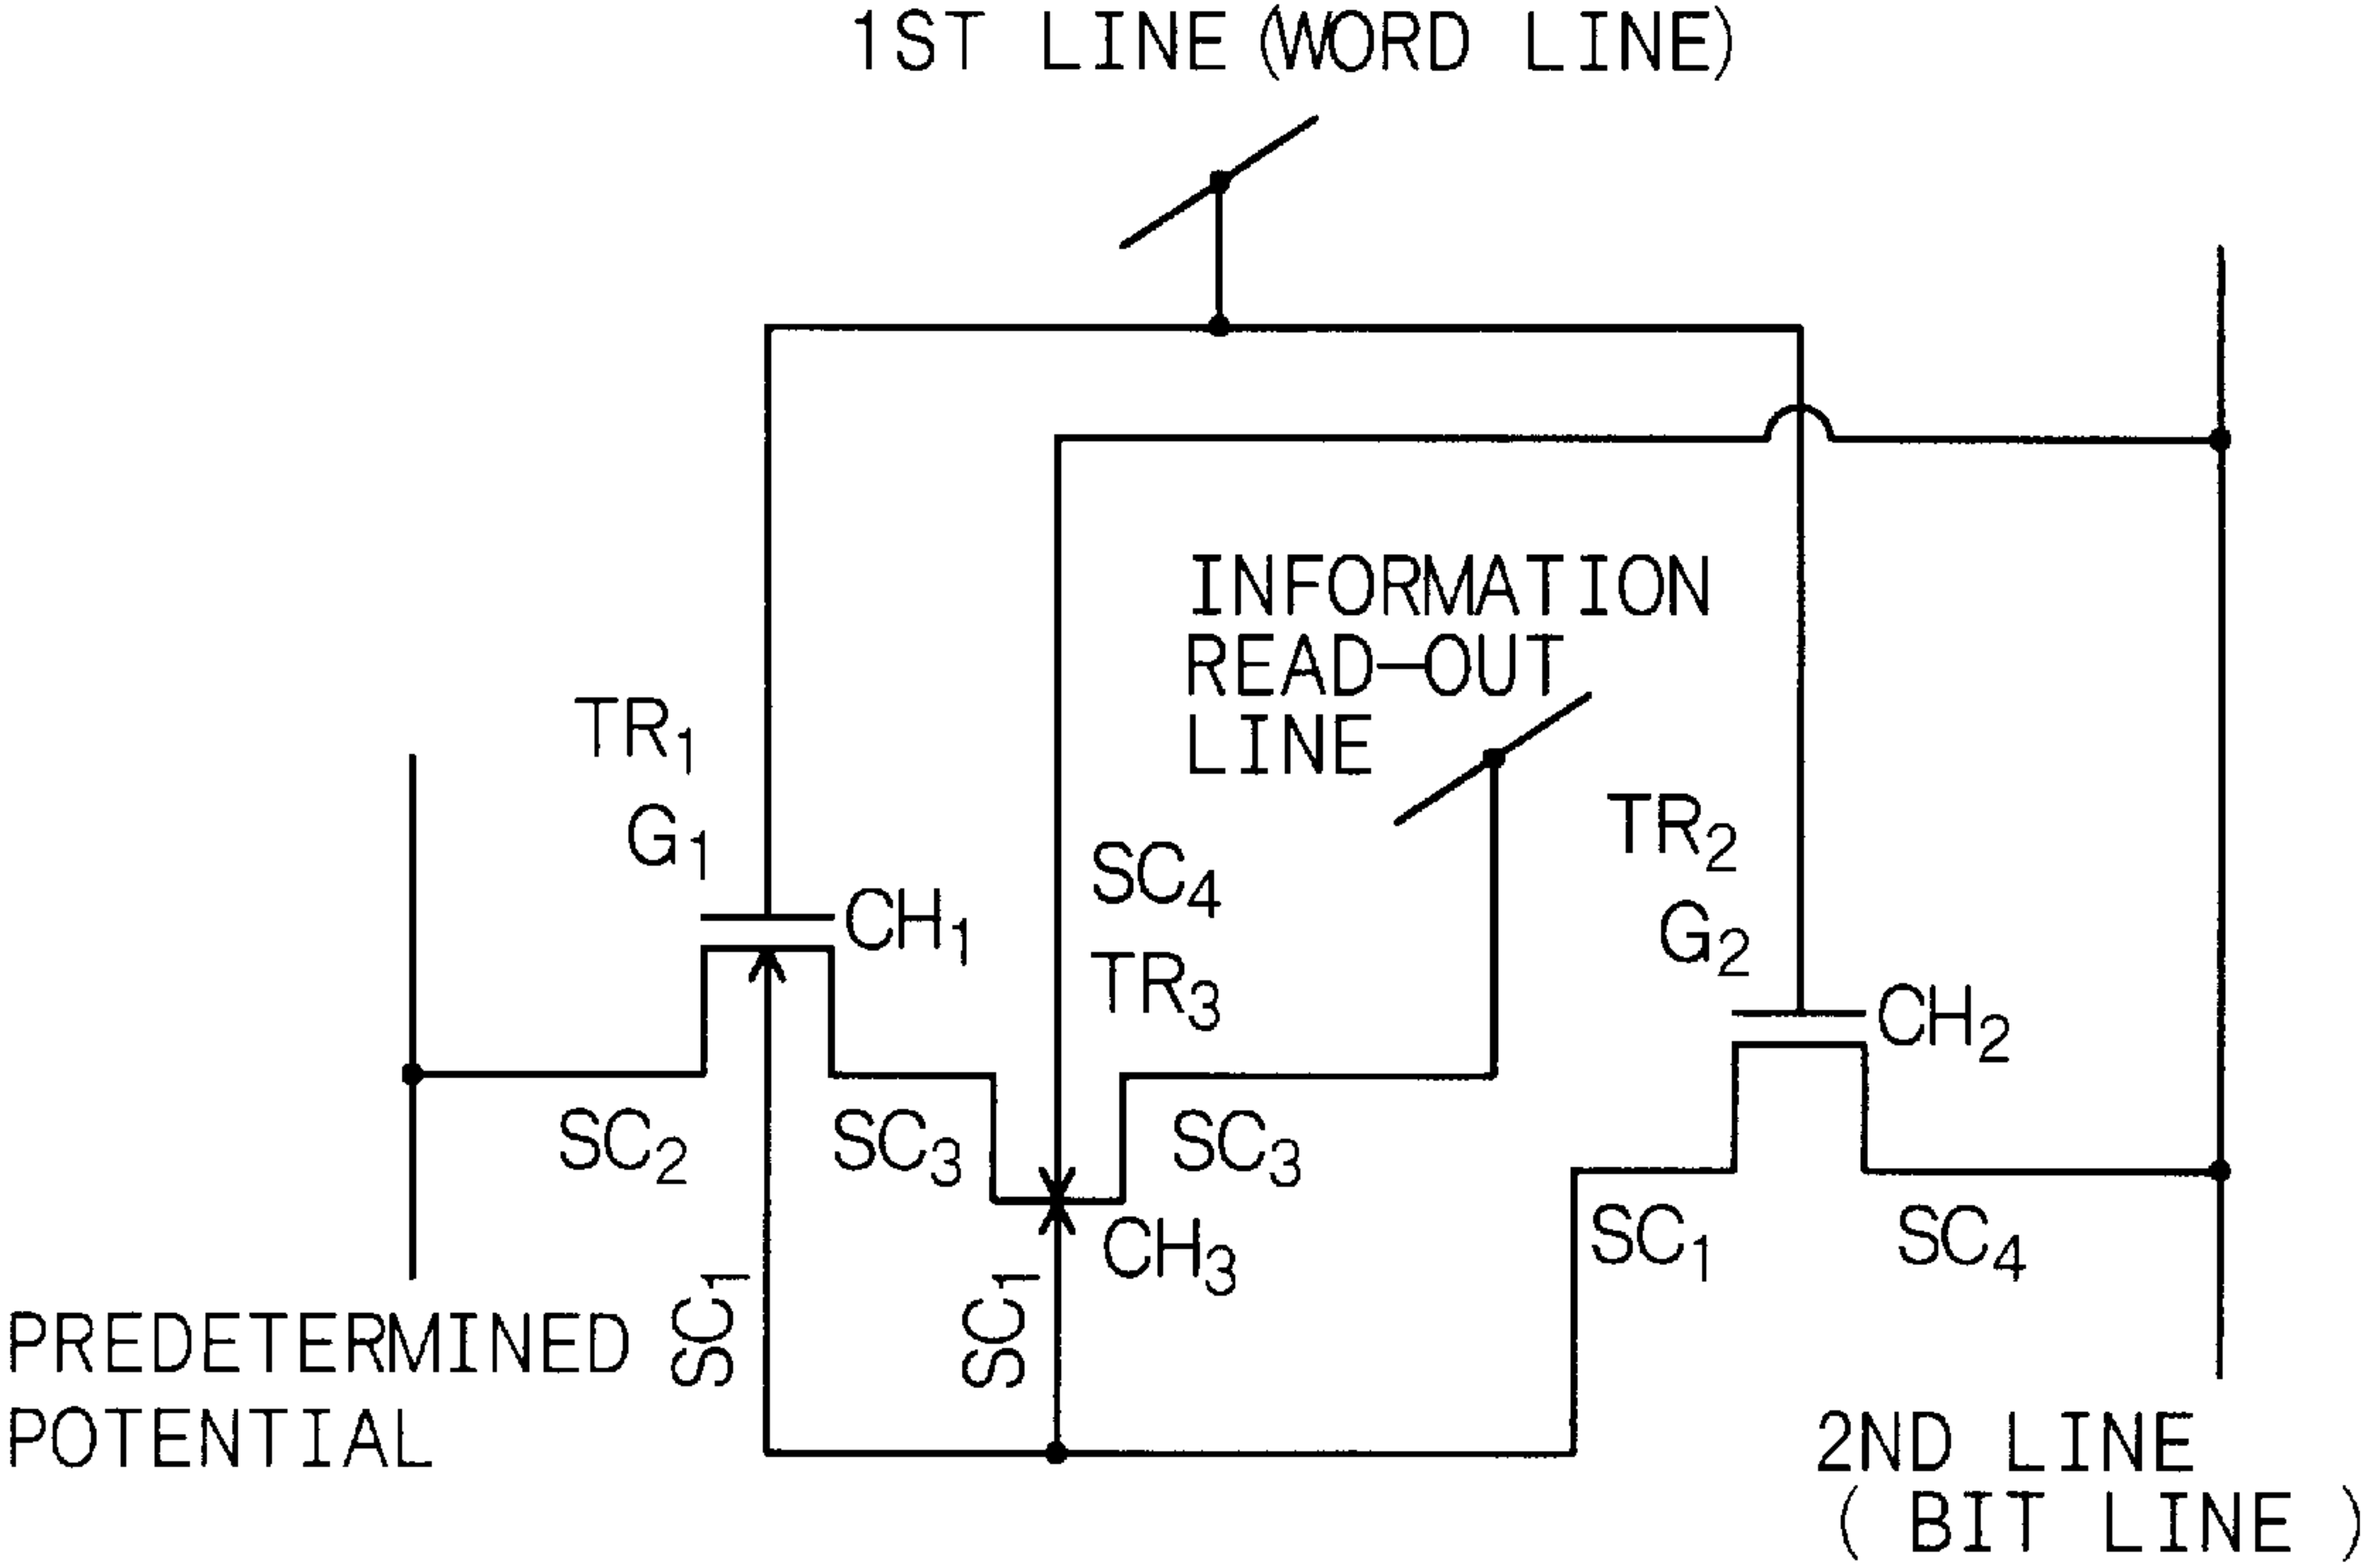 1ST LINE (WORD LINE)
INFORMATION
READ-OUT
LINE
TR1
G1
CH1
SC4
TR3
TR2
G2
CH2
SC2
SC3
SC3
CH3
SC1
SC1
SC1
SC4
PREDETERMINED
POTENTIAL
2ND LINE
( BIT LINE )